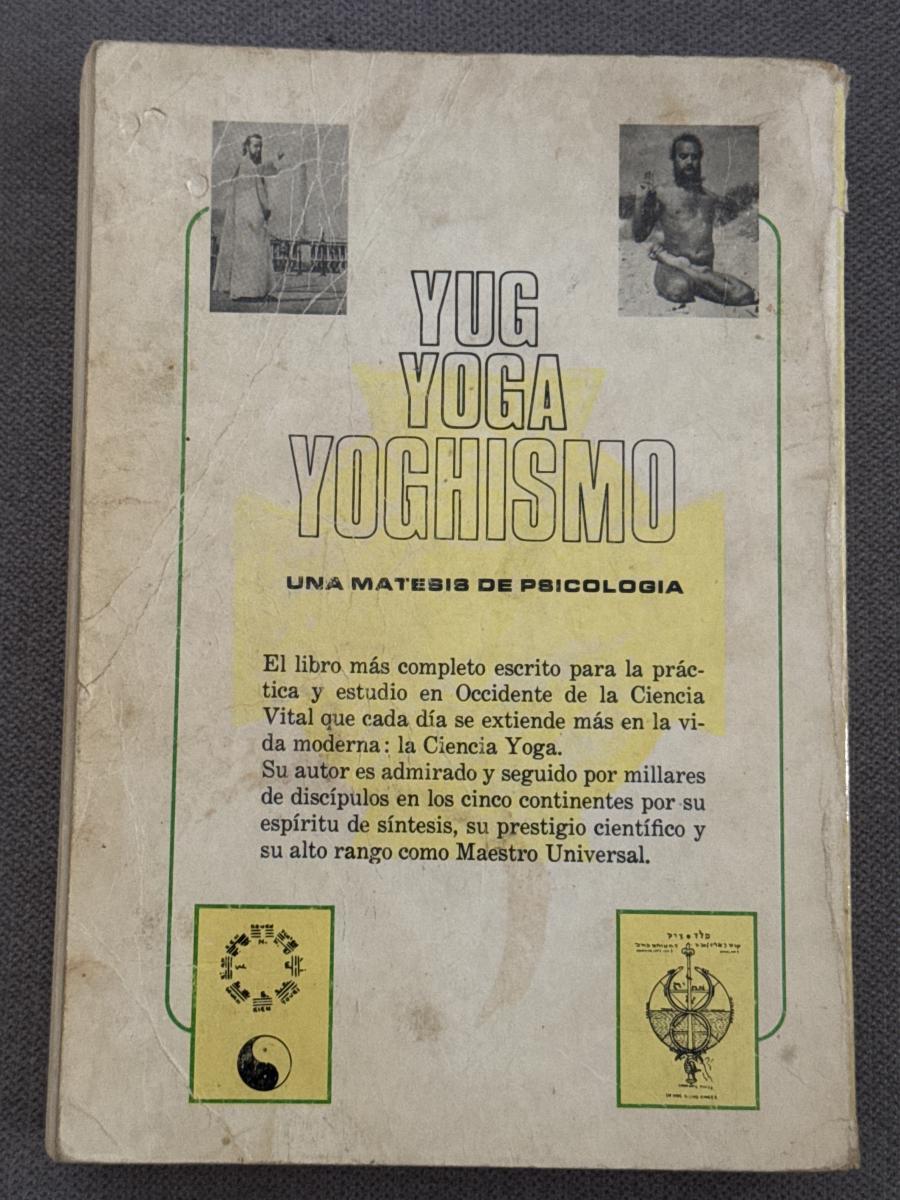 YUG
YOGA
YOGHISMO
UNA MATESIS DE PSICOLOGIA
El libro más completo escrito para la prác-
tica y estudio en Occidente de la Ciencia
Vital que cada día se extiende más en la vi-
da moderna: la Ciencia Yoga.
Su autor es admirado y seguido por millares
de discípulos en los cinco continentes por su
espíritu de síntesis, su prestigio científico y
su alto rango como Maestro Universal.